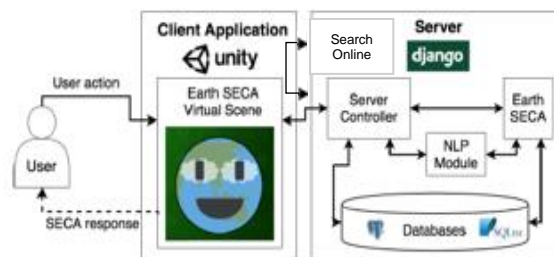 Client Application
unity
Server
Search
Online
django
User action
Earth SECA
Virtual Scene
Server
Controller
Earth
SECA
NLP
Module
User
SECA response
Databases
SQLite